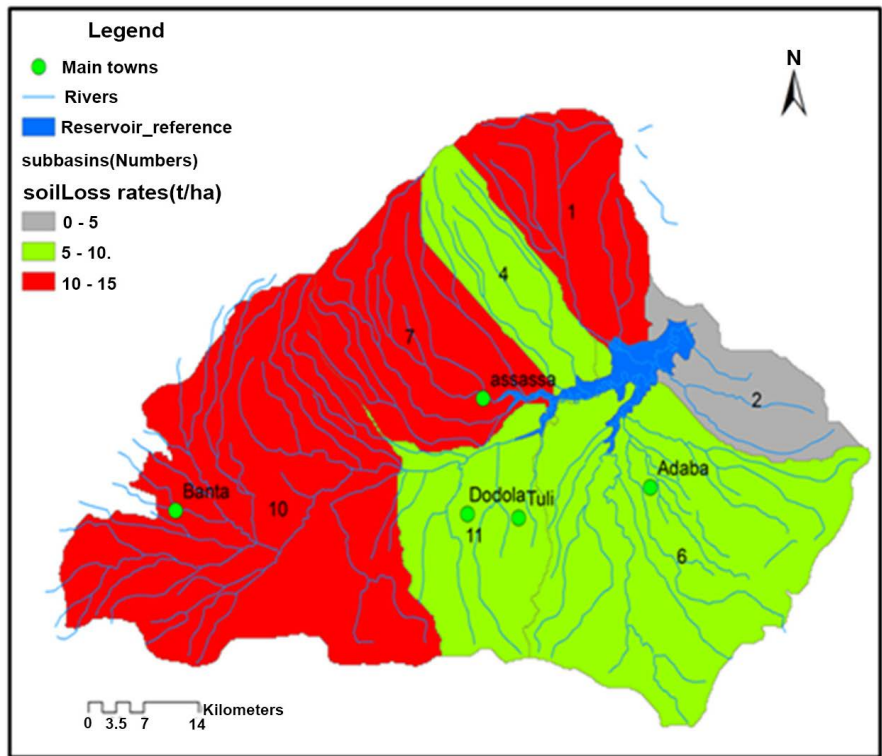 Legend
Main towns
Rivers
Reservoir_reference
subbasins(Numbers)
soilLoss rates(t/ha)
0 - 5
5 - 10.
10 - 15
N
1
4
7
assassa
2
Adaba
Banta
Dodola Tuli
10
11
6
Kilometers
0 3.5 7 14